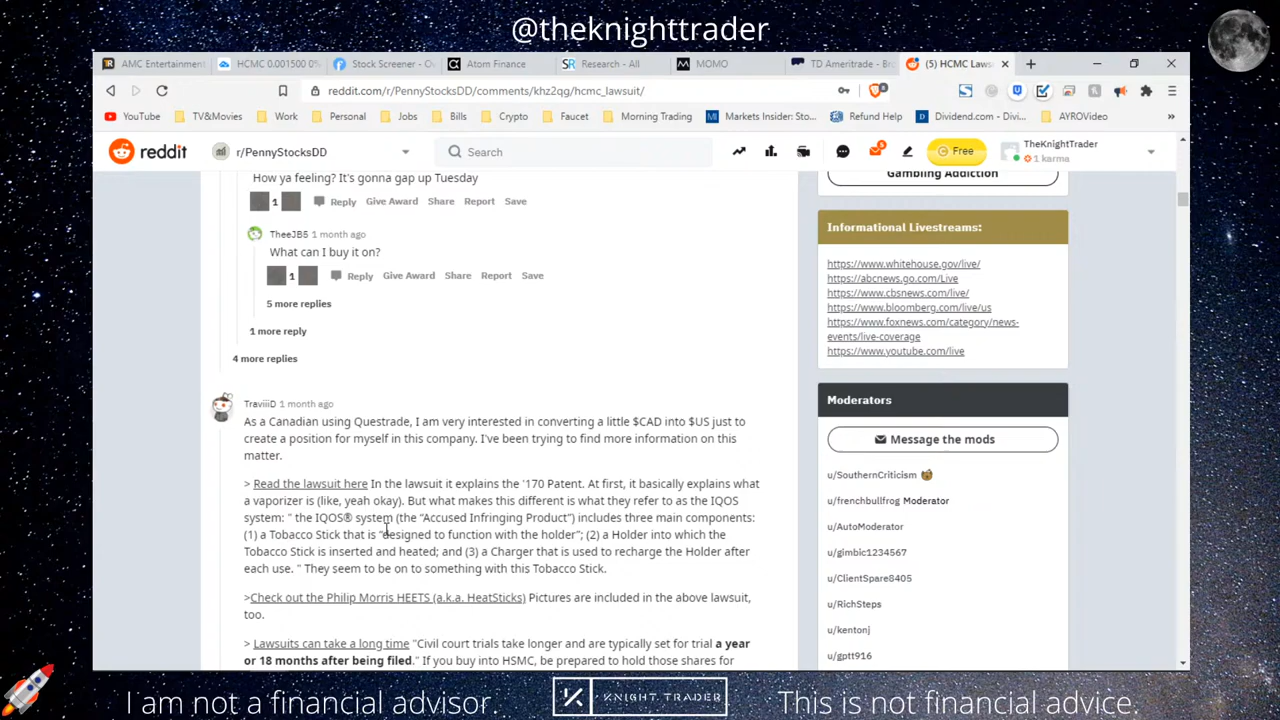 @theknighttrader
AMC Entertainment
HCMC 0.001500 0%
Stock Screener - Ov
Atom Finance
Research - All
MOMO
TD Ameritrade - Bro
(5) HCMC Laws
reddit.com/r/PennyStocksDD/comments/khz2qg/hcmc_lawsuit/
YouTube
TV&Movies
Work
Personal
Jobs
Bills
Crypto
Faucet
Morning Trading
Markets Insider: Sto...
Refund Help
Dividend.com - Divi...
AYROVideo
»
reddit
r/PennyStocksDD
Search
Free
TheKnightTrader
1 karma
How ya feeling? It's gonna gap up Tuesday
1 Reply Give Award Share Report Save
TheeJB5 1 month ago
What can I buy it on?
1 Reply Give Award Share Report Save
5 more replies
1 more reply
4 more replies
TraviiiD 1 month ago
As a Canadian using Questrade, I am very interested in converting a little $CAD into $US just to
create a position for myself in this company. I've been trying to find more information on this
matter.
> Read the lawsuit here In the lawsuit it explains the '170 Patent. At first, it basically explains what
a vaporizer is (like, yeah okay). But what makes this different is what they refer to as the IQOS
system: " the IQOS® system (the “Accused Infringing Product”) includes three main components:
(1) a Tobacco Stick that is “designed to function with the holder”; (2) a Holder into which the
Tobacco Stick is inserted and heated; and (3) a Charger that is used to recharge the Holder after
each use. " They seem to be on to something with this Tobacco Stick.
>Check out the Philip Morris HEETS (a.k.a. HeatSticks) Pictures are included in the above lawsuit,
too.
> Lawsuits can take a long time "Civil court trials take longer and are typically set for trial a year
or 18 months after being filed." If you buy into HSMC, be prepared to hold those shares for
Gambling Addiction
Informational Livestreams:
https://www.whitehouse.gov/live/
https://abcnews.go.com/Live
https://www.cbsnews.com/live/
https://www.bloomberg.com/live/us
https://www.foxnews.com/category/news-
events/live-coverage
https://www.youtube.com/live
Moderators
Message the mods
u/SouthernCriticism
u/frenchbullfrog Moderator
u/AutoModerator
u/gimbic1234567
u/ClientSpare8405
u/RichSteps
u/kentonj
u/gptt916
I am not a financial advisor.
KNIGHT TRADER
This is not financial advice.